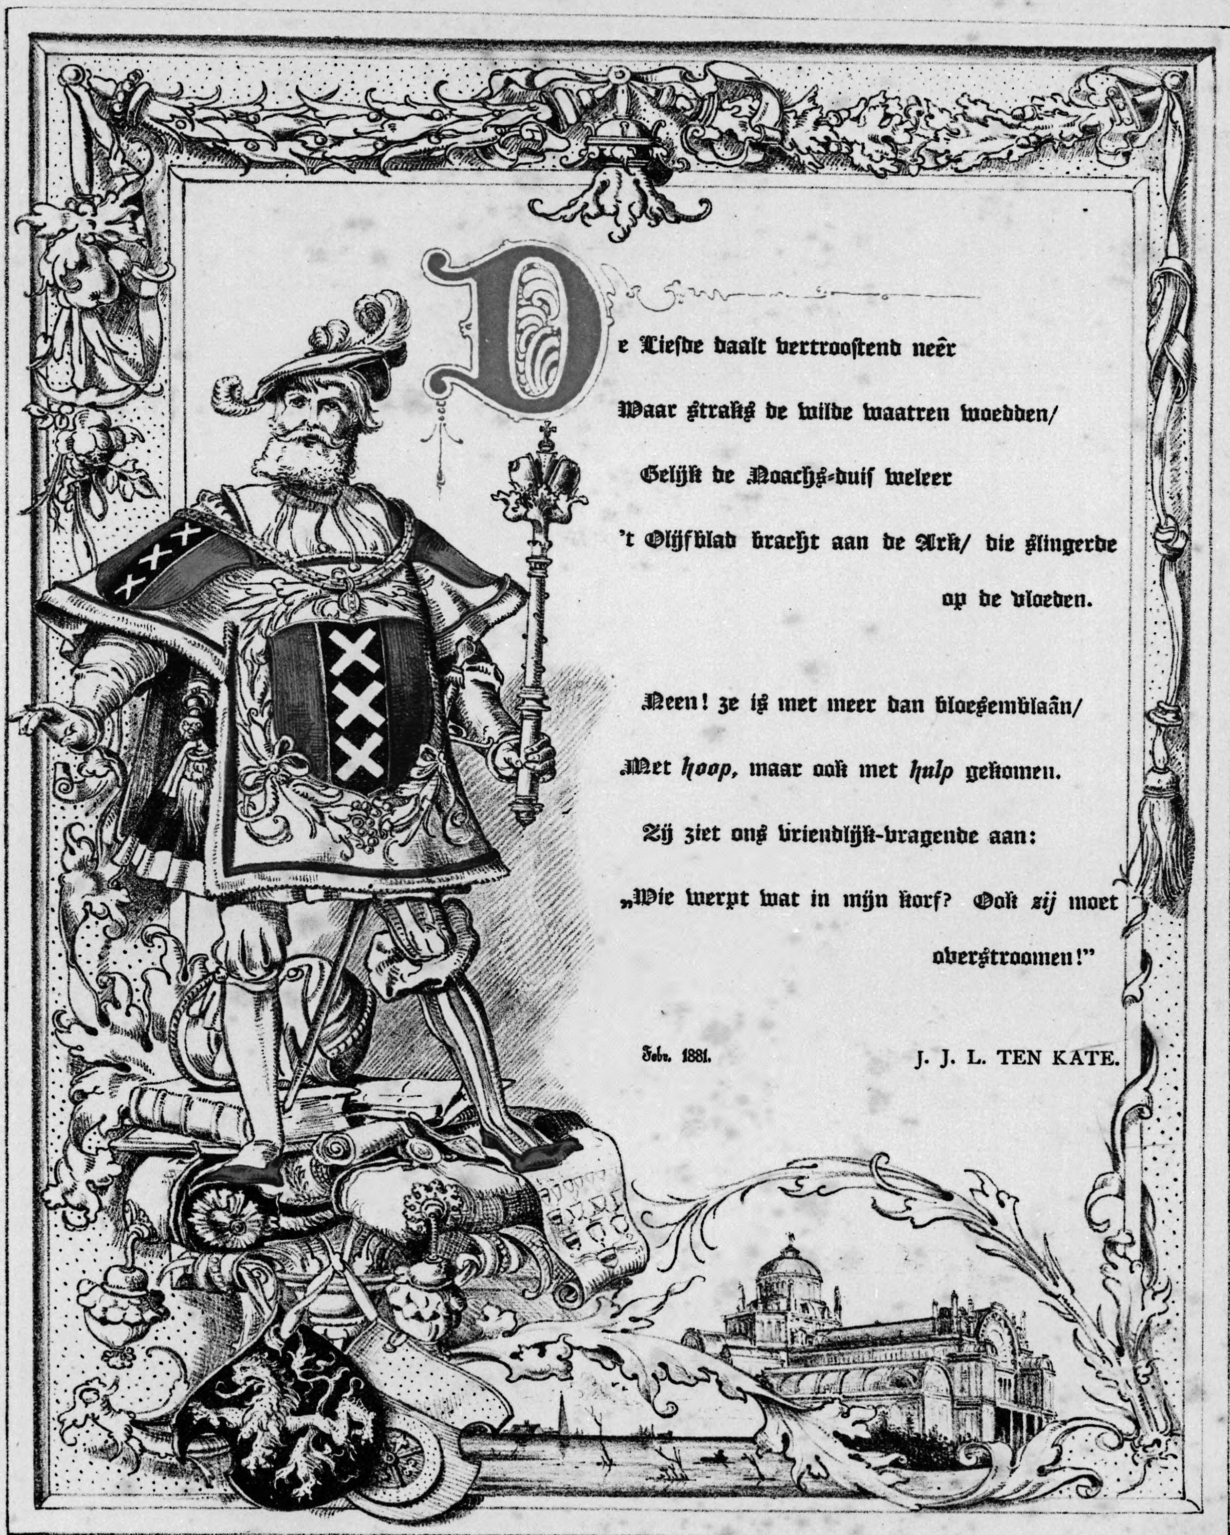 De Liefde daalt vertroostend neêr
Waar straks de wilde waatren woedden/
Gelijk de Noachs-duif weleer
't Olijfblad bracht aan de Ark/ die slingerde
op de vloeden.
Neen! ze is met meer dan bloesemblaân/
Met hoop, maar ook met hulp gekomen.
Zij ziet ons vriendlijk-vragende aan:
„Wie werpt wat in mijn korf? Ook zij moet
overstroomen!”
Febr. 1881.
J. J. L. TEN KATE.